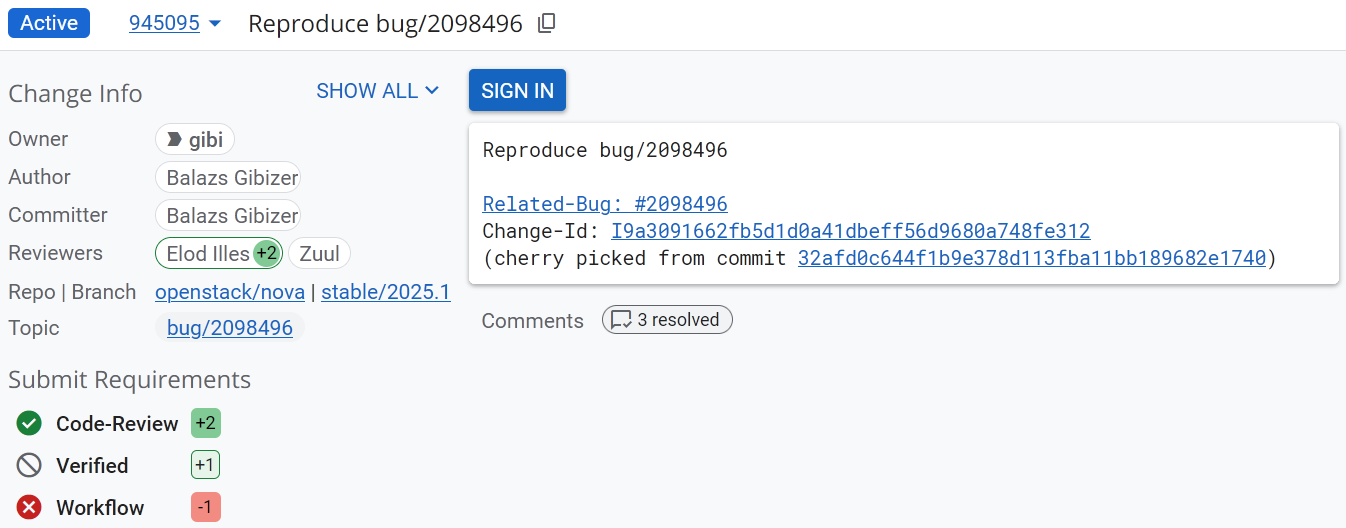 Active 945095 Reproduce bug/2098496
Change Info SHOW ALL
Owner gibi
Author Balazs Gibizer
Committer Balazs Gibizer
Reviewers Elod Illes +2 Zuul
Repo | Branch openstack/nova | stable/2025.1
Topic bug/2098496
Submit Requirements
Code-Review +2
Verified +1
Workflow -1
SIGN IN
Reproduce bug/2098496
Related-Bug: #2098496
Change-Id: I9a3091662fb5d1d0a41dbeff56d9680a748fe312
(cherry picked from commit 32afd0c644f1b9e378d113fba11bb189682e1740)
Comments 3 resolved